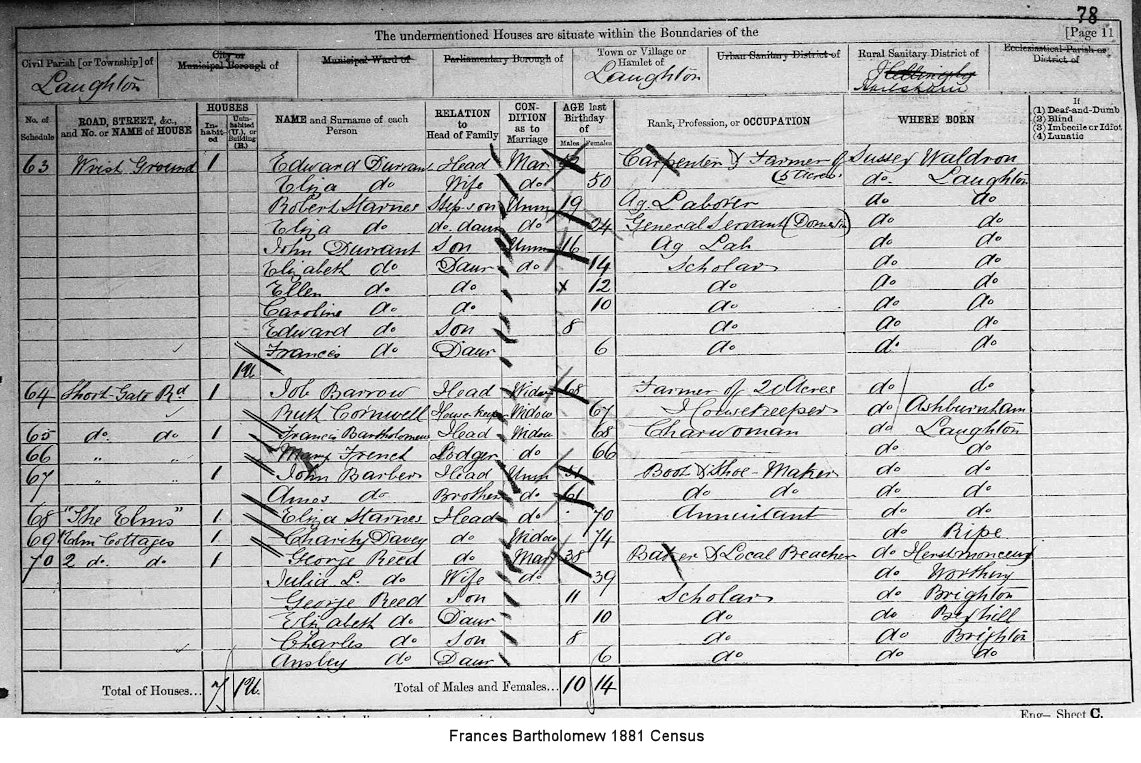 78
The undermentioned Houses are situate within the Boundaries of the [Page 11
Civil Parish [or Township] of Laughton
City or Municipal Borough of
Municipal Ward of
Parliamentary Borough of
Town or Village or Hamlet of Laughton
Urban Sanitary District of
Rural Sanitary District of Hailsham
Ecclesiastical Parish or District of
No. of Schedule
ROAD, STREET, &c., and No. or NAME of HOUSE
HOUSES
In-habit-ed
Unin-habited (U.), or Building (B.)
NAME and Surname of each Person
RELATION to Head of Family
CON-DITION as to Marriage
AGE last Birthday of
Males Females
Rank, Profession, or OCCUPATION
WHERE BORN
If
(1) Deaf-and-Dumb
(2) Blind
(3) Imbecile or Idiot
(4) Lunatic
63 Ground 1 Edward Durrant Head Mar Carpenter & Farmer of 5 Acres Sussex Waldron
Eliza do Wife do 50 do Laughton
Robert Starnes Stepson Unm 19 Ag. Laborer do do
Eliza do do. daur do 24 General Servant (Domestic) do do
John Durrant Son Unm 16 Ag Lab do do
Elizabeth do Daur do 14 Scholar do do
Ellen do do x 12 do do do
Caroline do do 10 do do do
Edward do Son 8 do do do
Frances do Daur 6 do do do
1U
64 Short Gate Rd 1 Job Barrow Head Widr 68 Farmer of 20 Acres do do
Ruth Cornwell Housekeeper Widow 67 Housekeeper do Ashburnham
65 do. do 1 Francis Bartholomew Head Widow 68 Charwoman do Laughton
66 " " Mary French Lodger do 66 do do
67 " " 1 John Barber Head Unm Boot & Shoe-Maker do do
Amos do Brother do 61 do do do do
68 "The Elms" 1 Eliza Starnes Head do 70 Annuitant do do
69 Elm Cottages 1 Charity Davey do Widow 74 do Ripe
70 2 do. do 1 George Reed do Mar 38 Baker & Local Preacher do Herstmonceux
Julia L. do Wife do 39 do Worthing
George Reed Son 11 Scholar do Brighton
Elizabeth do Daur 10 do do Bexhill
Charles do Son 8 do do Brighton
Ansley do Daur 6 do do do
Total of Houses... 7 1U. Total of Males and Females... 10 14
Eng— Sheet C.
Frances Bartholomew 1881 Census